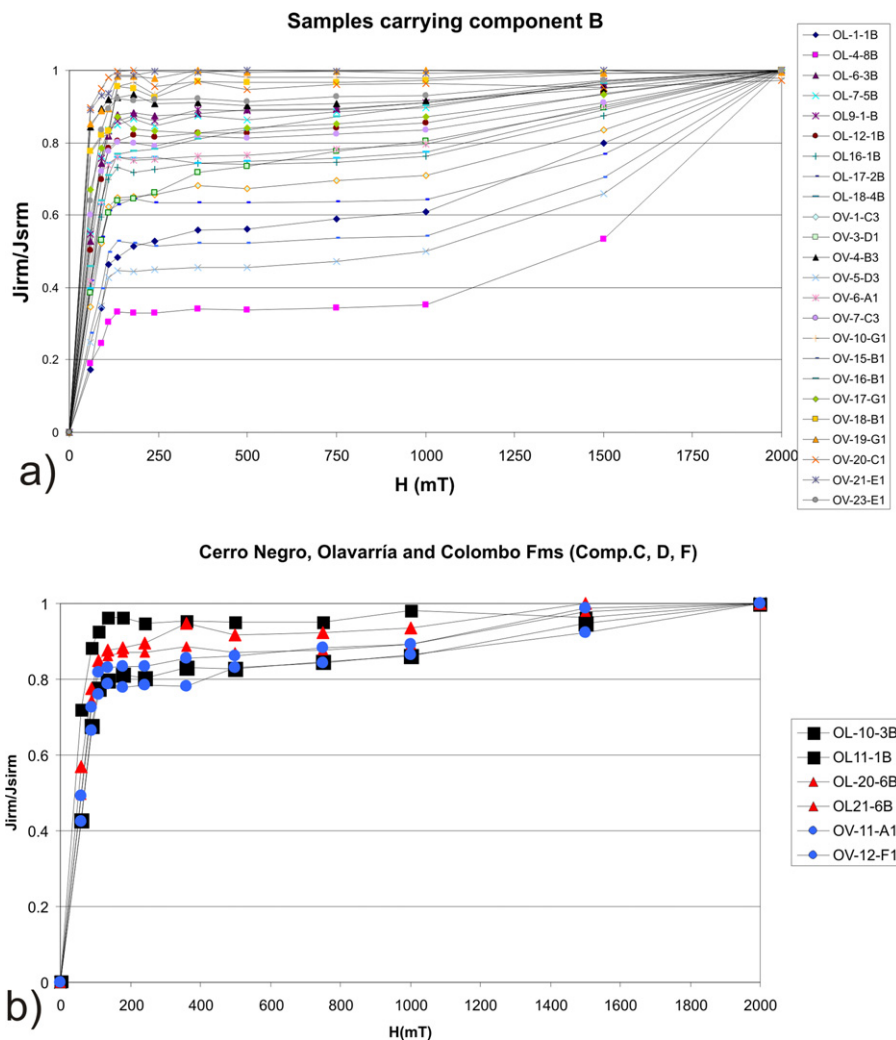 Samples carrying component B
Jirm/Jsrm
1
0.8
0.6
0.4
0.2
0
0 250 500 750 1000 1250 1500 1750 2000
H (mT)
a)
OL-1-1B
OL-4-8B
OL-6-3B
OL-7-5B
OL9-1-B
OL-12-1B
OL16-1B
OL-17-2B
OL-18-4B
OV-1-C3
OV-3-D1
OV-4-B3
OV-5-D3
OV-6-A1
OV-7-C3
OV-10-G1
OV-15-B1
OV-16-B1
OV-17-G1
OV-18-B1
OV-19-G1
OV-20-C1
OV-21-E1
OV-23-E1
Cerro Negro, Olavarría and Colombo Fms (Comp.C, D, F)
Jirm/Jsirm
1
0.8
0.6
0.4
0.2
0
0 200 400 600 800 1000 1200 1400 1600 1800 2000
H(mT)
b)
OL-10-3B
OL11-1B
OL-20-6B
OL21-6B
OV-11-A1
OV-12-F1